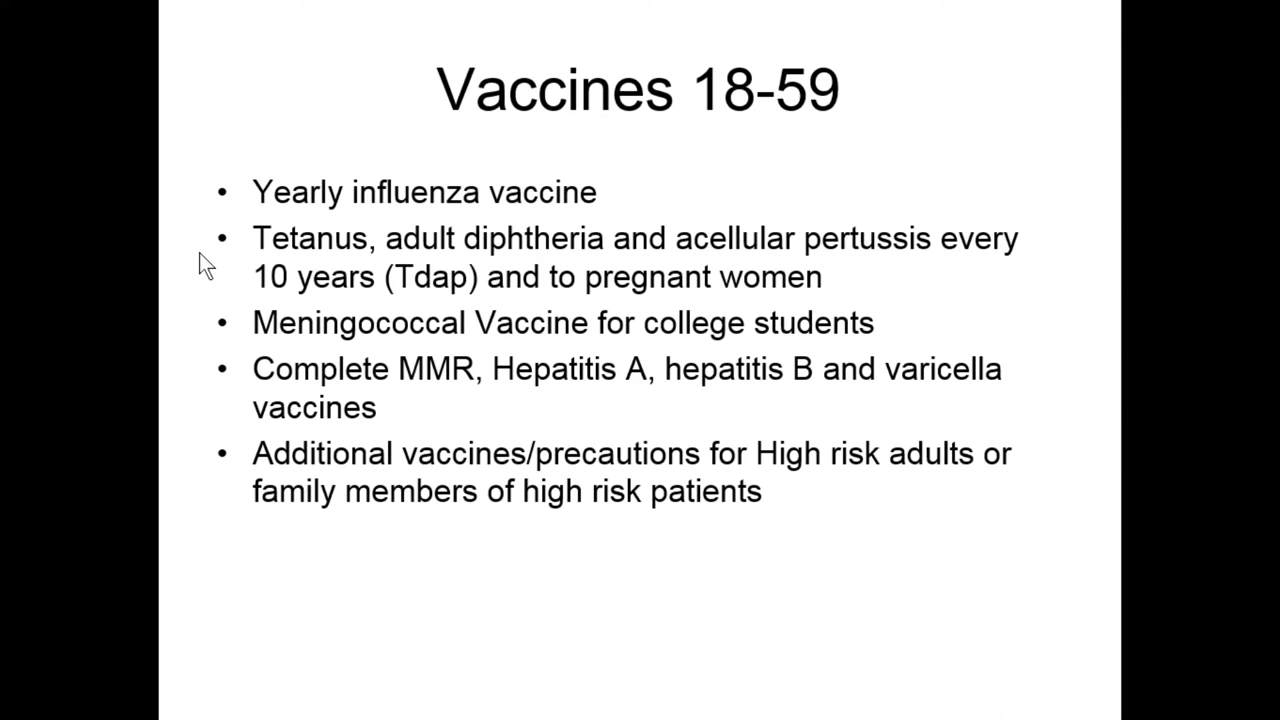 Vaccines 18-59
• Yearly influenza vaccine
• Tetanus, adult diphtheria and acellular pertussis every
10 years (Tdap) and to pregnant women
• Meningococcal Vaccine for college students
• Complete MMR, Hepatitis A, hepatitis B and varicella
vaccines
• Additional vaccines/precautions for High risk adults or
family members of high risk patients